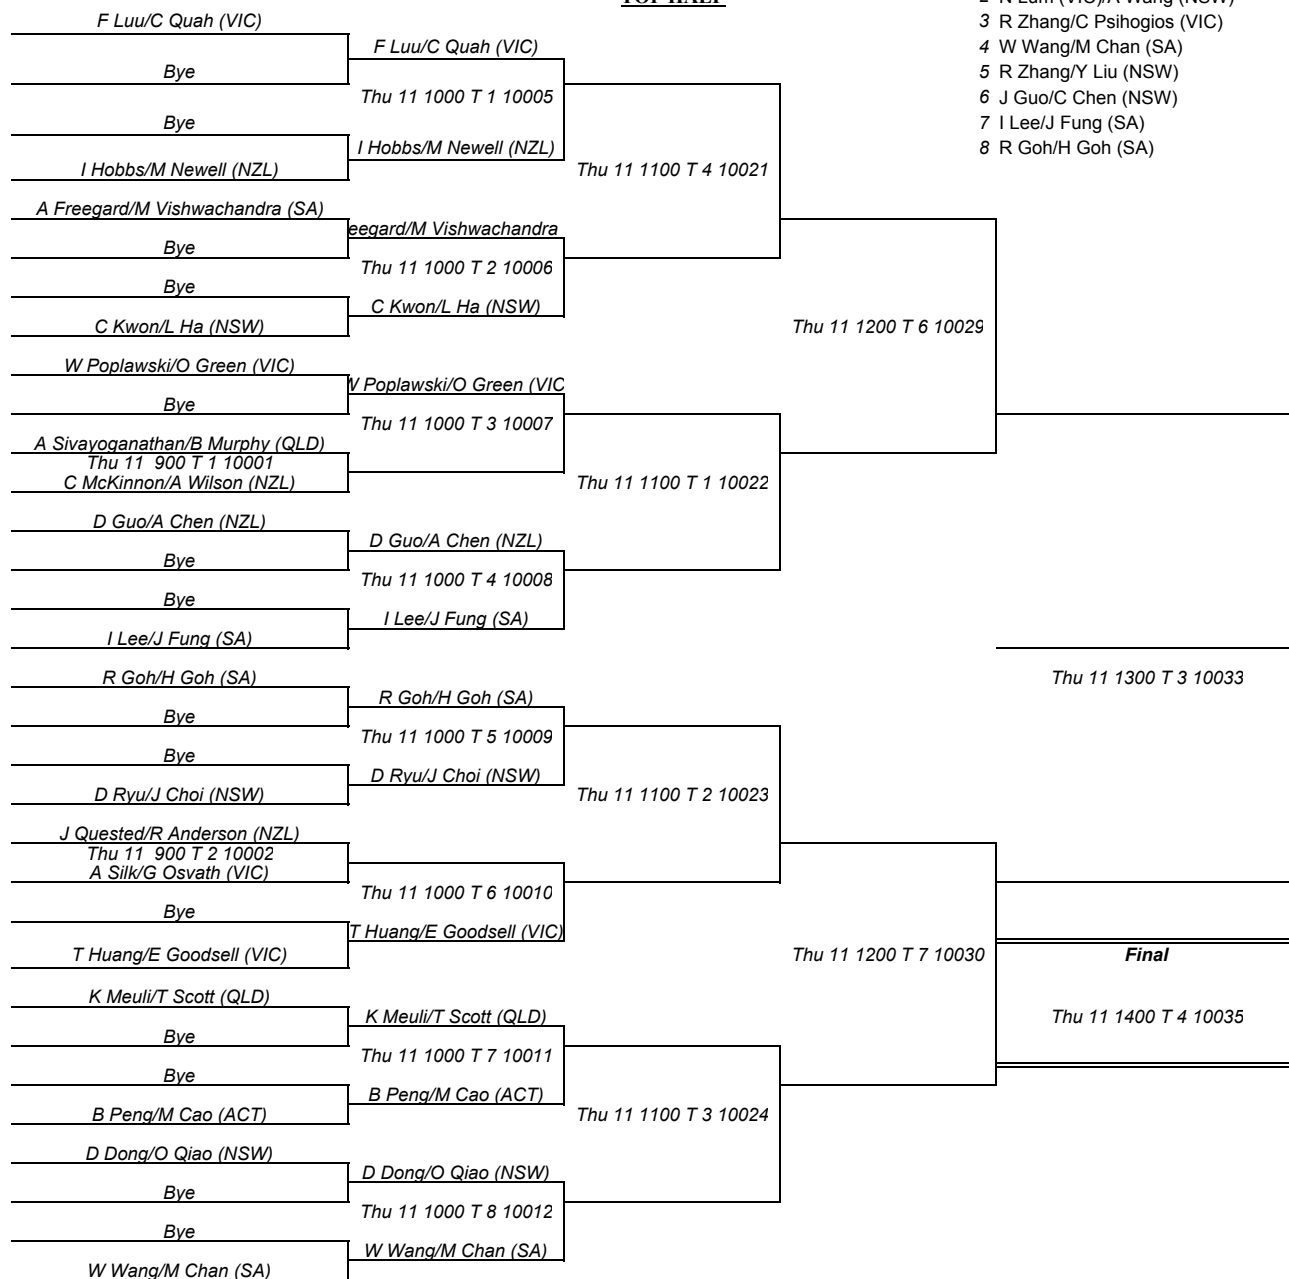 TOP HALF
2 N Lum (VIC)/A Wang (NSW)
3 R Zhang/C Psihogios (VIC)
4 W Wang/M Chan (SA)
5 R Zhang/Y Liu (NSW)
6 J Guo/C Chen (NSW)
7 I Lee/J Fung (SA)
8 R Goh/H Goh (SA)
F Luu/C Quah (VIC)
Bye
Bye
I Hobbs/M Newell (NZL)
A Freegard/M Vishwachandra (SA)
Bye
Bye
C Kwon/L Ha (NSW)
W Poplawski/O Green (VIC)
Bye
A Sivayoganathan/B Murphy (QLD)
Thu 11 900 T 1 10001
C McKinnon/A Wilson (NZL)
D Guo/A Chen (NZL)
Bye
Bye
I Lee/J Fung (SA)
R Goh/H Goh (SA)
Bye
Bye
D Ryu/J Choi (NSW)
J Quested/R Anderson (NZL)
Thu 11 900 T 2 10002
A Silk/G Osvath (VIC)
Bye
T Huang/E Goodsell (VIC)
K Meuli/T Scott (QLD)
Bye
Bye
B Peng/M Cao (ACT)
D Dong/O Qiao (NSW)
Bye
Bye
W Wang/M Chan (SA)
F Luu/C Quah (VIC)
Thu 11 1000 T 1 10005
I Hobbs/M Newell (NZL)
eegard/M Vishwachandra
Thu 11 1000 T 2 10006
C Kwon/L Ha (NSW)
W Poplawski/O Green (VIC
Thu 11 1000 T 3 10007
D Guo/A Chen (NZL)
Thu 11 1000 T 4 10008
I Lee/J Fung (SA)
R Goh/H Goh (SA)
Thu 11 1000 T 5 10009
D Ryu/J Choi (NSW)
Thu 11 1000 T 6 10010
T Huang/E Goodsell (VIC)
K Meuli/T Scott (QLD)
Thu 11 1000 T 7 10011
B Peng/M Cao (ACT)
D Dong/O Qiao (NSW)
Thu 11 1000 T 8 10012
W Wang/M Chan (SA)
Thu 11 1100 T 4 10021
Thu 11 1100 T 1 10022
Thu 11 1100 T 2 10023
Thu 11 1100 T 3 10024
Thu 11 1200 T 6 10029
Thu 11 1200 T 7 10030
Thu 11 1300 T 3 10033
Final
Thu 11 1400 T 4 10035